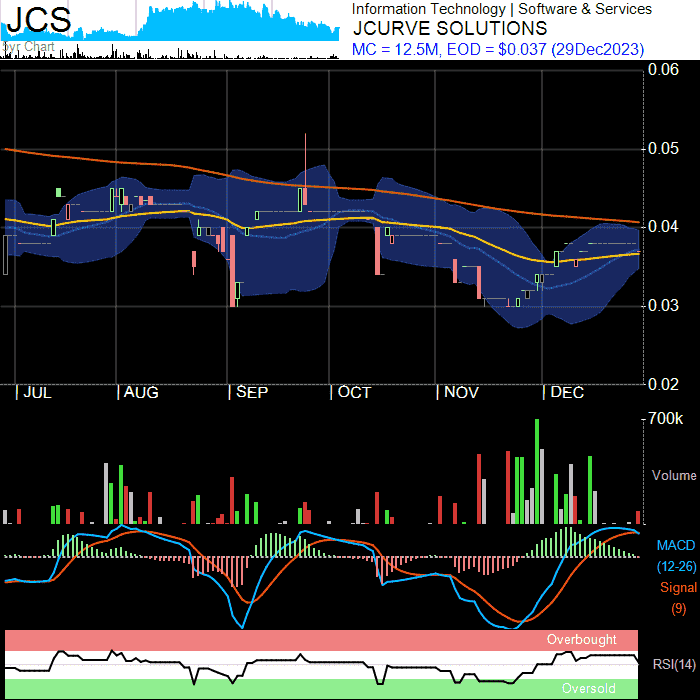 JCS
5yr Chart
Information Technology | Software & Services
JCURVE SOLUTIONS
MC = 12.5M, EOD = $0.037 (29Dec2023)
0.06
0.05
0.04
0.03
0.02
JUL AUG SEP OCT NOV DEC
700k
Volume
MACD
(12-26)
Signal
(9)
Overbought
RSI(14)
Oversold